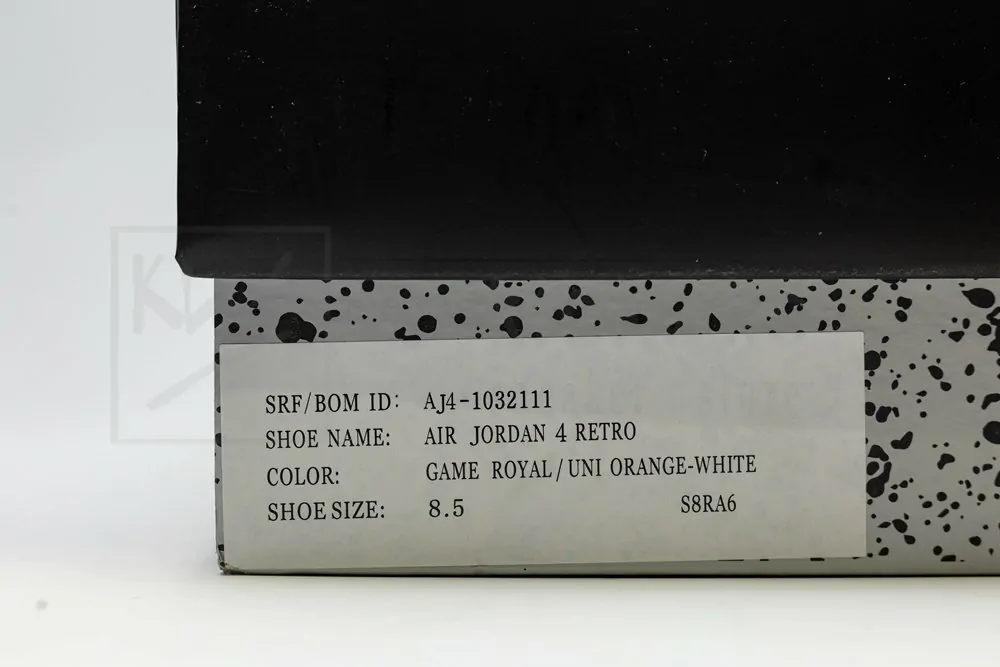 SRF/BOM ID: AJ4-1032111
SHOE NAME: AIR JORDAN 4 RETRO
COLOR: GAME ROYAL/UNI ORANGE-WHITE
SHOE SIZE: 8.5 S8RA6